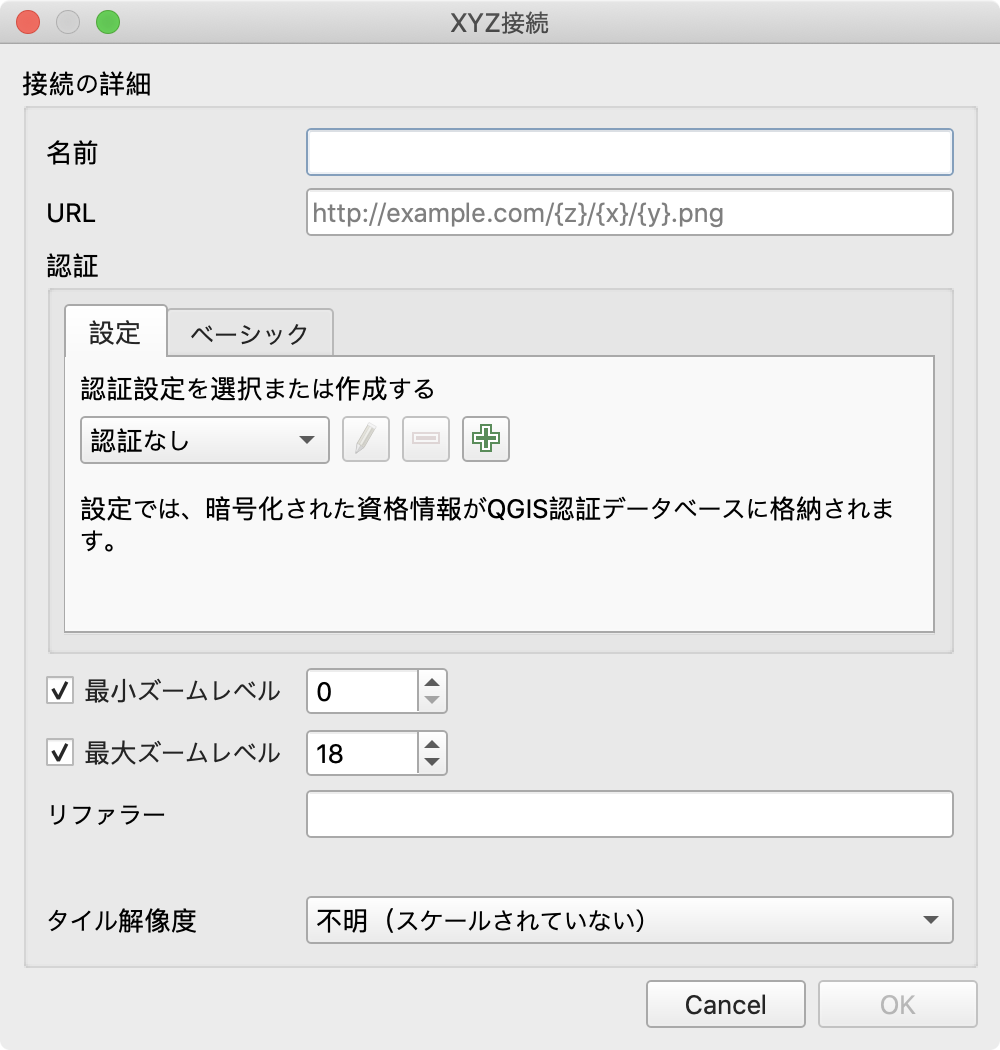 XYZ接続
接続の詳細
名前
URL http://example.com/{z}/{x}/{y}.png
認証
設定 ベーシック
認証設定を選択または作成する
認証なし
設定では、暗号化された資格情報がQGIS認証データベースに格納されま
す。
最小ズームレベル 0
最大ズームレベル 18
リファラー
タイル解像度 不明（スケールされていない）
Cancel OK